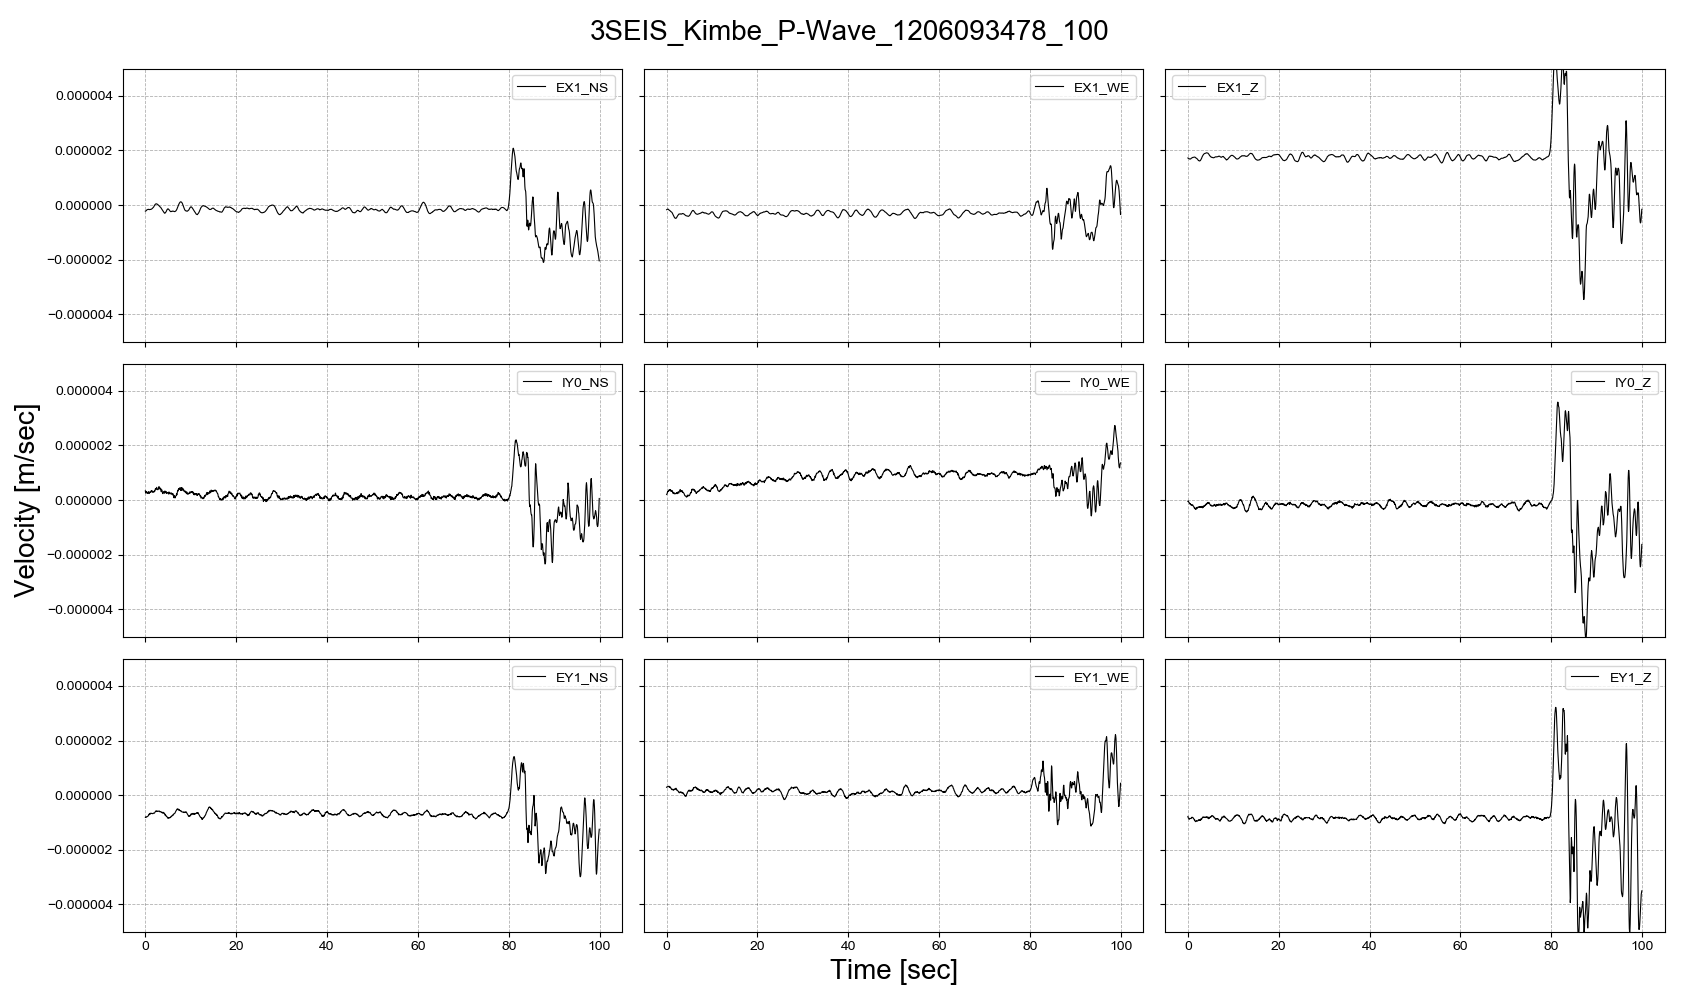 3SEIS_Kimbe_P-Wave_1206093478_100
EX1_NS
EX1_WE
EX1_Z
0.000004
0.000002
0.000000
−0.000002
−0.000004
IY0_NS
IY0_WE
IY0_Z
0.000004
0.000002
0.000000
−0.000002
−0.000004
EY1_NS
EY1_WE
EY1_Z
0.000004
0.000002
0.000000
−0.000002
−0.000004
0 20 40 60 80 100
0 20 40 60 80 100
0 20 40 60 80 100
Velocity [m/sec]
Time [sec]